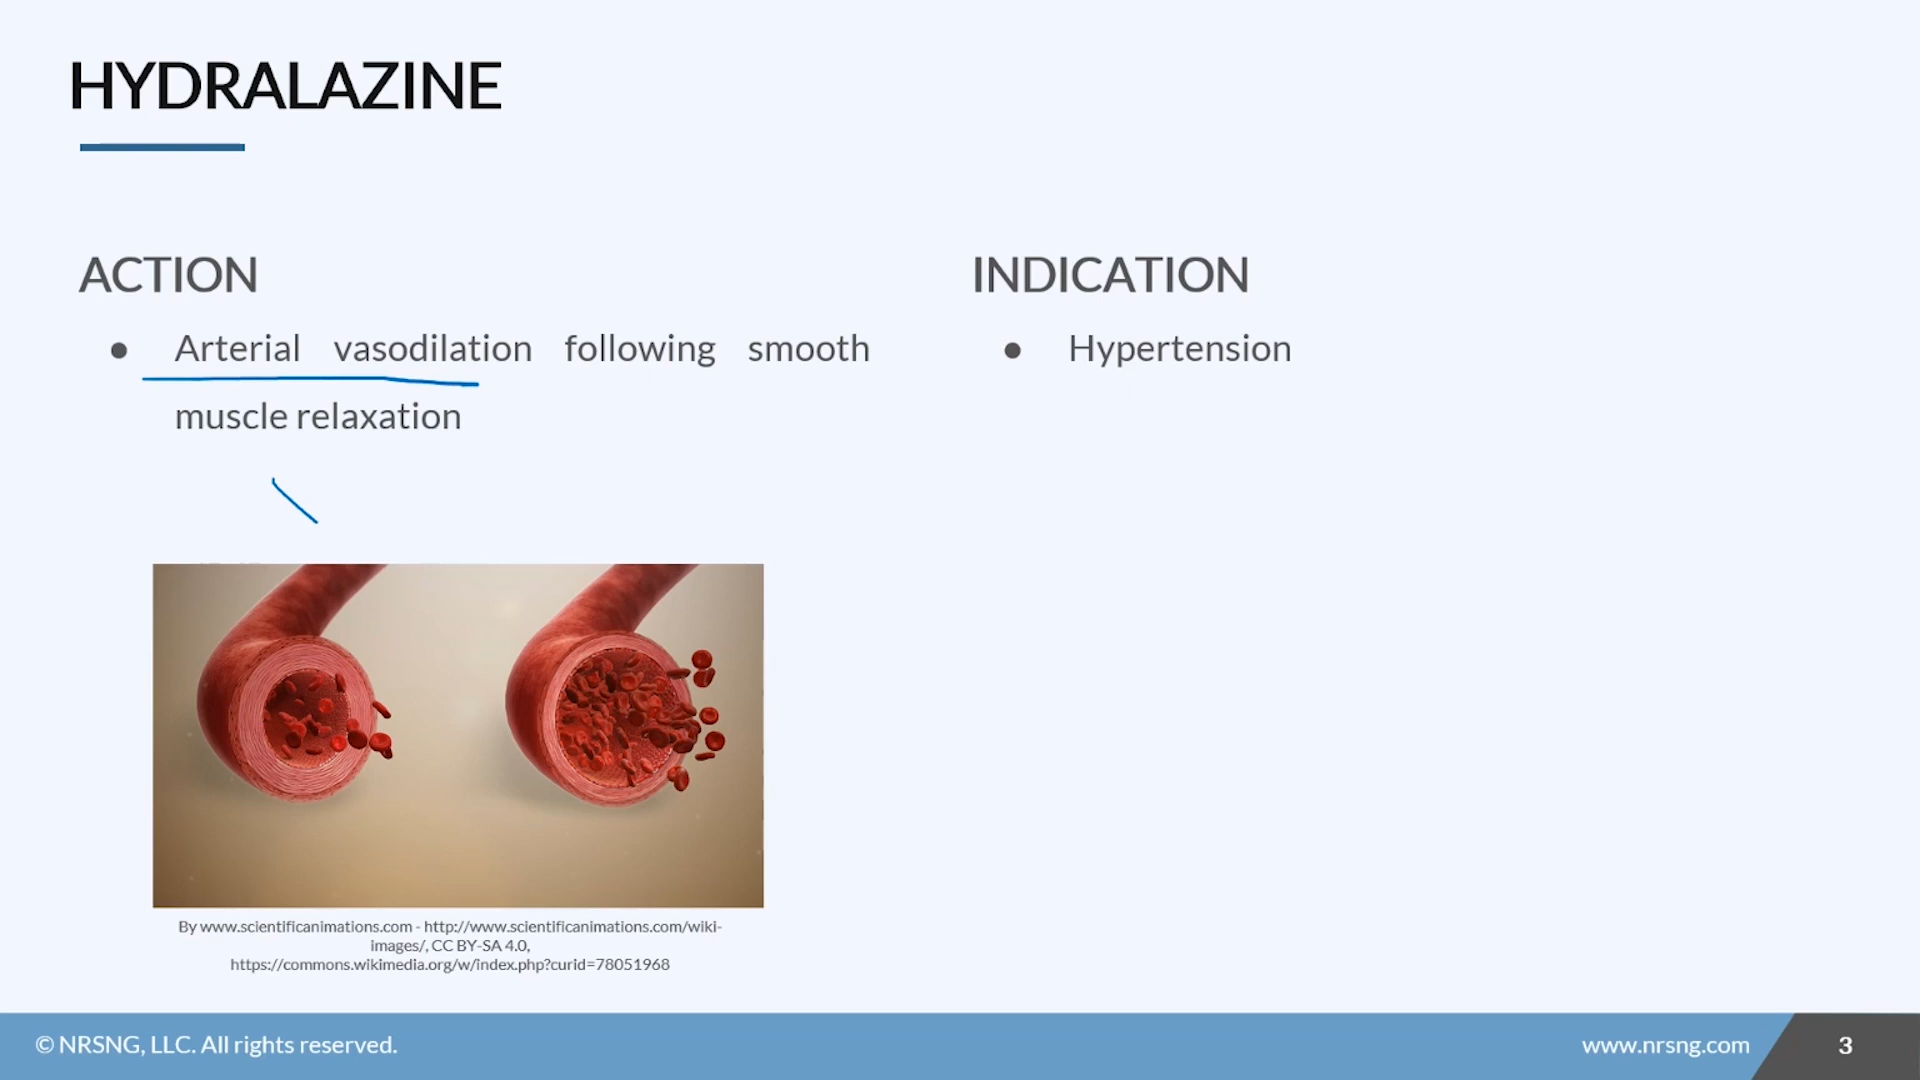 HYDRALAZINE
ACTION
● Arterial vasodilation following smooth
muscle relaxation
INDICATION
● Hypertension
By www.scientificanimations.com - http://www.scientificanimations.com/wiki-
images/, CC BY-SA 4.0,
https://commons.wikimedia.org/w/index.php?curid=78051968
© NRSNG, LLC. All rights reserved.
www.nrsng.com
3